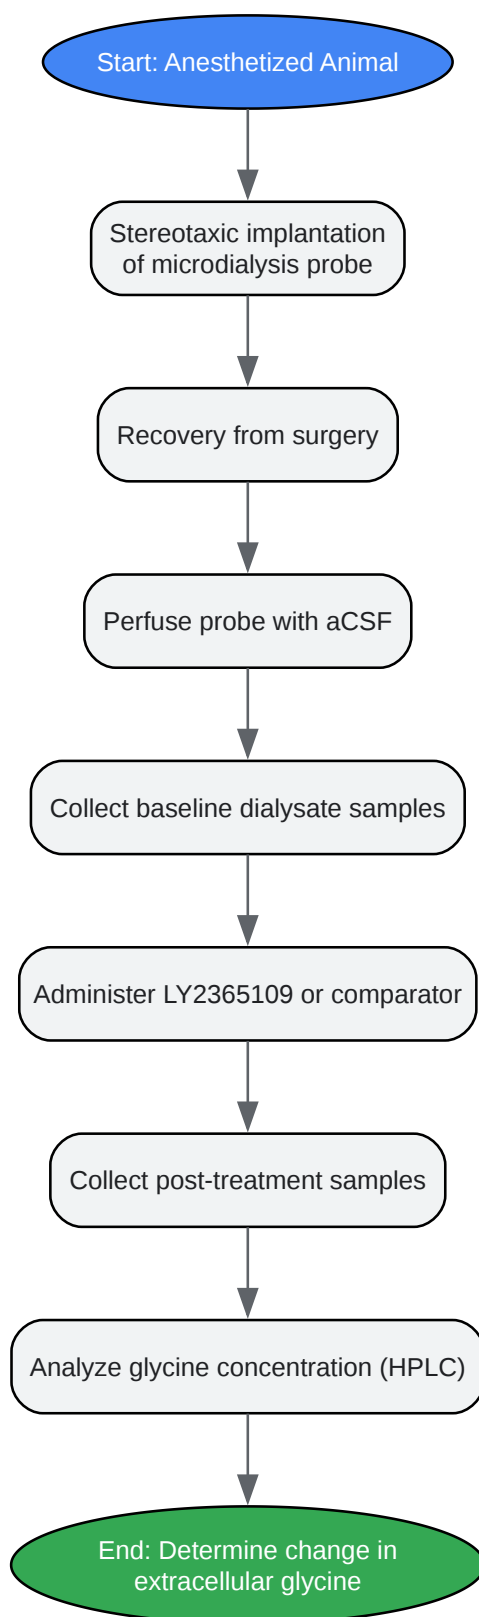 Start: Anesthetized Animal
Stereotaxic implantation
of microdialysis probe
Recovery from surgery
Perfuse probe with aCSF
Collect baseline dialysate samples
Administer LY2365109 or comparator
Collect post-treatment samples
Analyze glycine concentration (HPLC)
End: Determine change in
extracellular glycine